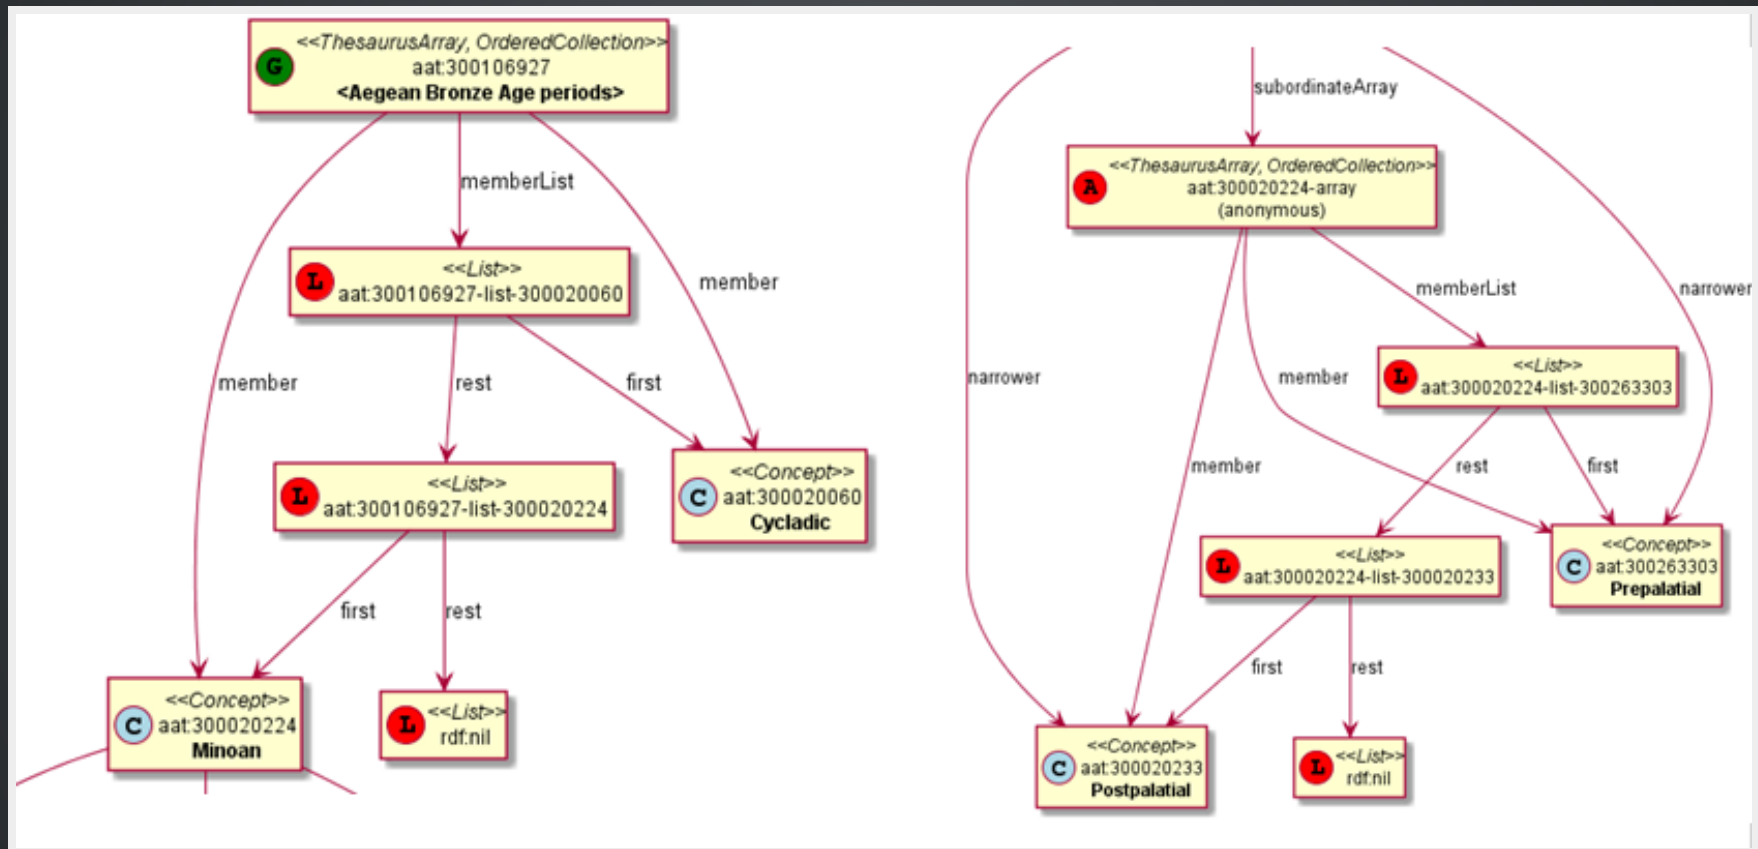 <<ThesaurusArray, OrderedCollection>>
G
aat:300106927
<Aegean Bronze Age periods>
memberList
member
member
<<List>>
L
aat:300106927-list-300020060
rest
first
<<List>>
L
aat:300106927-list-300020224
<<Concept>>
C
aat:300020060
Cycladic
first
rest
<<Concept>>
C
aat:300020224
Minoan
<<List>>
L
rdf:nil
subordinateArray
<<ThesaurusArray, OrderedCollection>>
A
aat:300020224-array
(anonymous)
narrower
narrower
memberList
member
member
<<List>>
L
aat:300020224-list-300263303
rest
first
<<List>>
L
aat:300020224-list-300020233
<<Concept>>
C
aat:300263303
Prepalatial
first
rest
<<Concept>>
C
aat:300020233
Postpalatial
<<List>>
L
rdf:nil